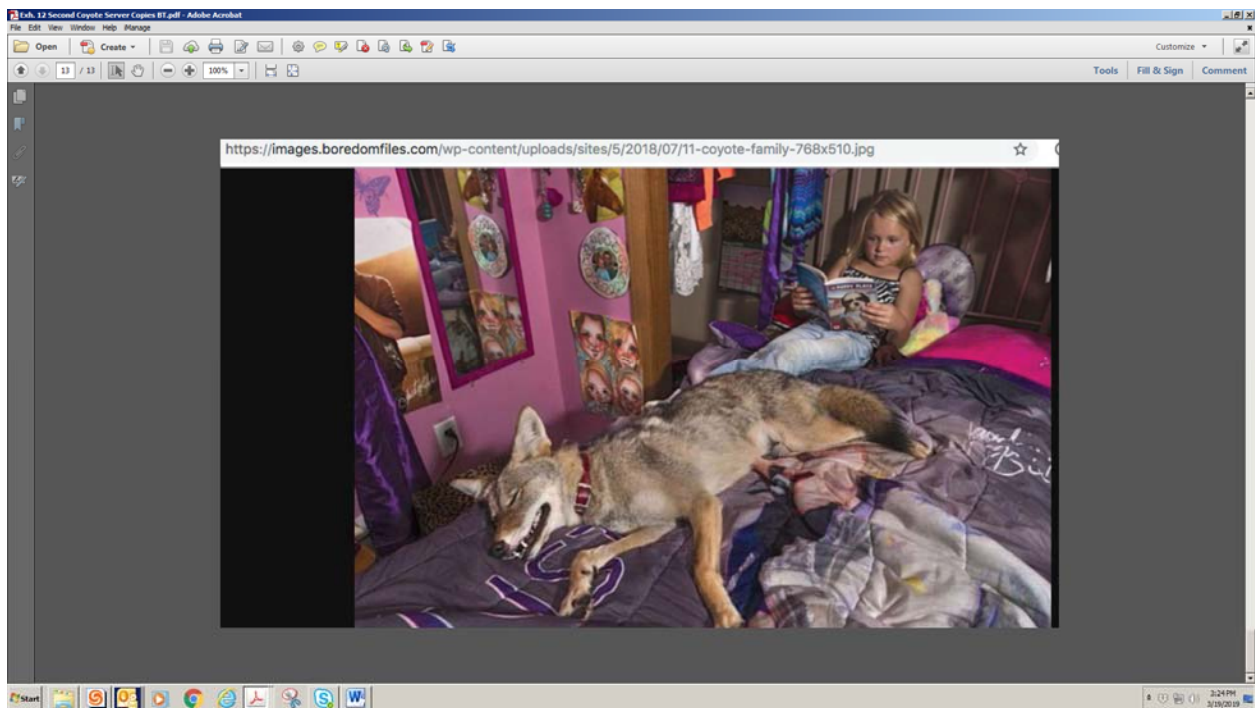 Exh. 12 Second Coyote Server Copies BT.pdf - Adobe Acrobat
File Edit View Window Help Manage
Open Create Customize
13 / 13 100% Tools Fill & Sign Comment
https://images.boredomfiles.com/wp-content/uploads/sites/5/2018/07/11-coyote-family-768x510.jpg
PLACE
Start 3:24 PM
3/19/2019